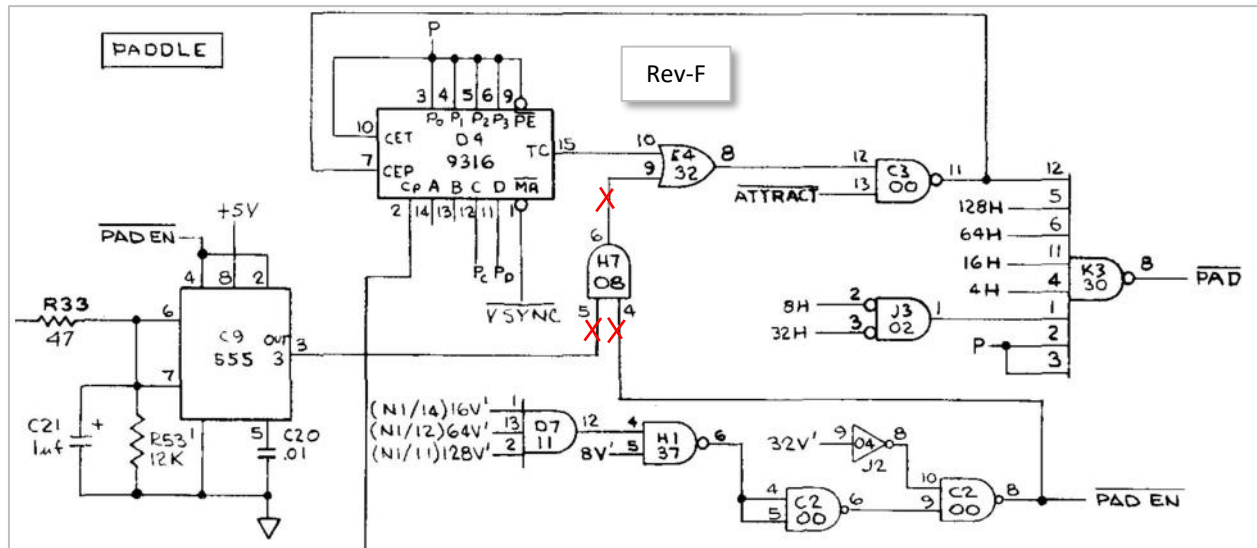 PADDLE
P
Rev-F
3 4 5 6 9
P0 P1 P2 P3 PE
10 CET D4 TC 15
7 CEP 9316
CP A B C D MR
2 14 13 12 11 1
PC PD
VSYNC
10
9
E4
32
8
12
13
C3
00
11
ATTRACT
12
128H 5
64H 6
16H 11
4H 4
K3
30
8 PAD
8H 2
32H 3
J3
02
1
1
P 2
3
6
H7
08
5 4
+5V
PAD EN
4 8 2
R33
47
6
C9
555
OUT
3
3
7
C21
1uf
+
R53
12K
1
5 C20
.01
(N1/14)16V' 1
(N1/12)64V' 13
(N1/11)128V' 2
D7
11
12
4
8V' 5
H1
37
6
4
5
C2
00
6
32V' 9
04
8
J2
10
9
C2
00
8
PAD EN